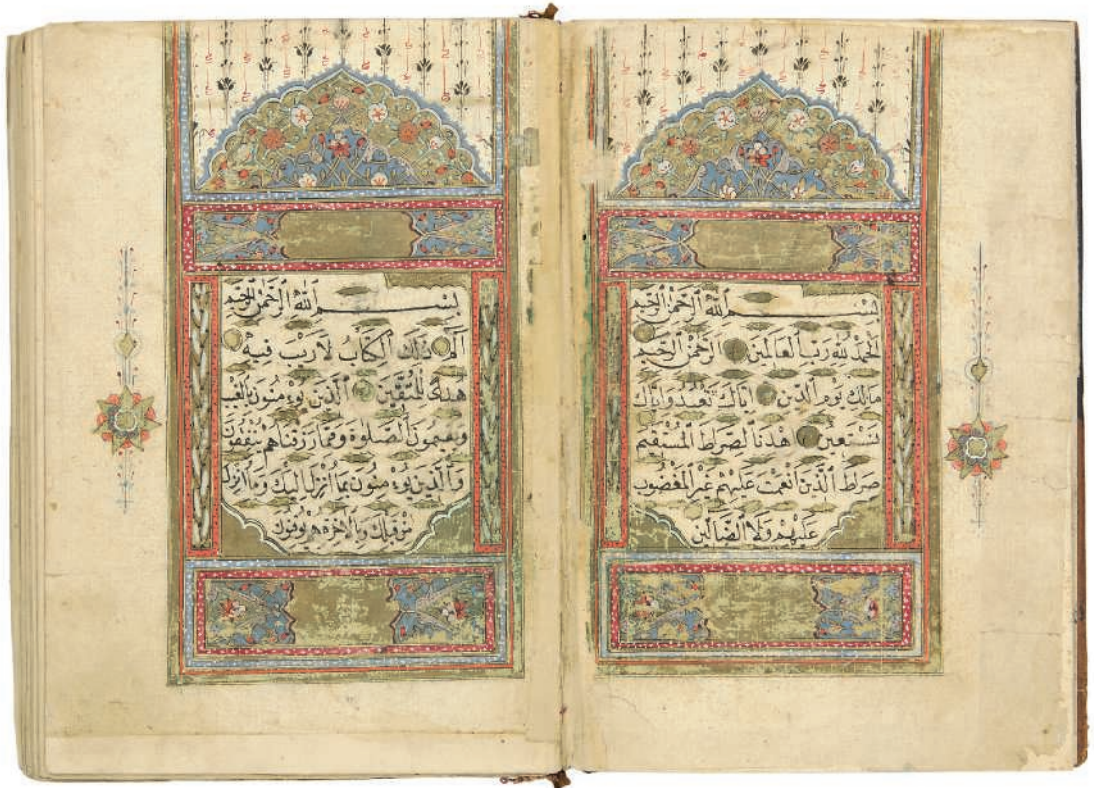 بسم الله الرحمن الرحيم
الحمد لله رب العالمين الرحمن الرحيم
مالك يوم الدين اياك نعبد واياك
نستعين اهدنا الصراط المستقيم
صراط الذين انعمت عليهم غير المغضوب
عليهم ولا الضالين
بسم الله الرحمن الرحيم
الم ذلك الكتاب لا ريب فيه
هدى للمتقين الذين يؤمنون بالغيب
ويقيمون الصلوة ومما رزقناهم ينفقون
والذين يؤمنون بما انزل اليك وما انزل
من قبلك وبالاخرة هم يوقنون